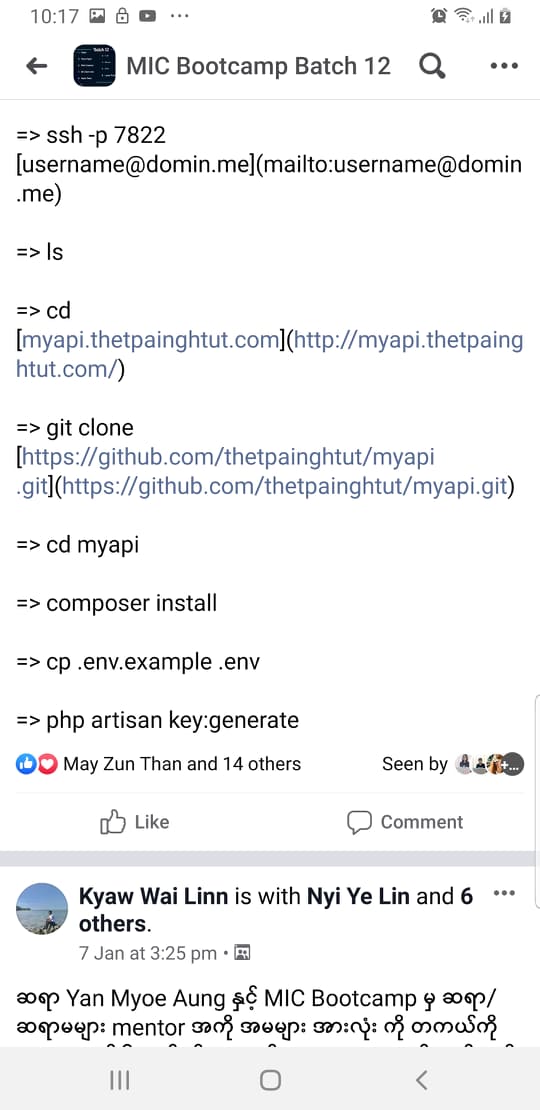 10:17
MIC Bootcamp Batch 12
=> ssh -p 7822
[username@domin.me](mailto:username@domin
.me)
=> ls
=> cd
[myapi.thetpainghtut.com](http://myapi.thetpaing
htut.com/)
=> git clone
[https://github.com/thetpainghtut/myapi
.git](https://github.com/thetpainghtut/myapi.git)
=> cd myapi
=> composer install
=> cp .env.example .env
=> php artisan key:generate
May Zun Than and 14 others Seen by
Like Comment
Kyaw Wai Linn is with Nyi Ye Lin and 6
others.
7 Jan at 3:25 pm
ဆရာ Yan Myoe Aung နှင့် MIC Bootcamp မှ ဆရာ/
ဆရာမများ mentor အကို အမများ အားလုံး ကို တကယ်ကို